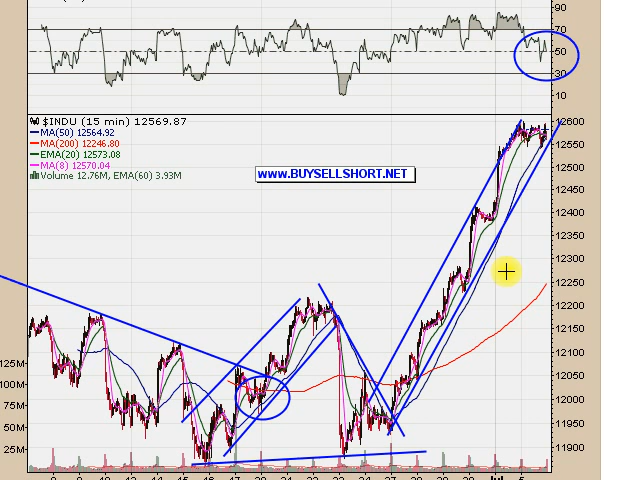 90
70
50
30
10
$INDU (15 min) 12569.87
MA(50) 12564.92
MA(200) 12246.80
EMA(20) 12573.08
MA(8) 12570.04
Volume 12.76M, EMA(60) 3.93M
WWW.BUYSELLSHORT.NET
12600
12550
12500
12450
12400
12350
12300
12250
12200
12150
12100
12050
12000
11950
11900
125M
100M
75M
50M
25M